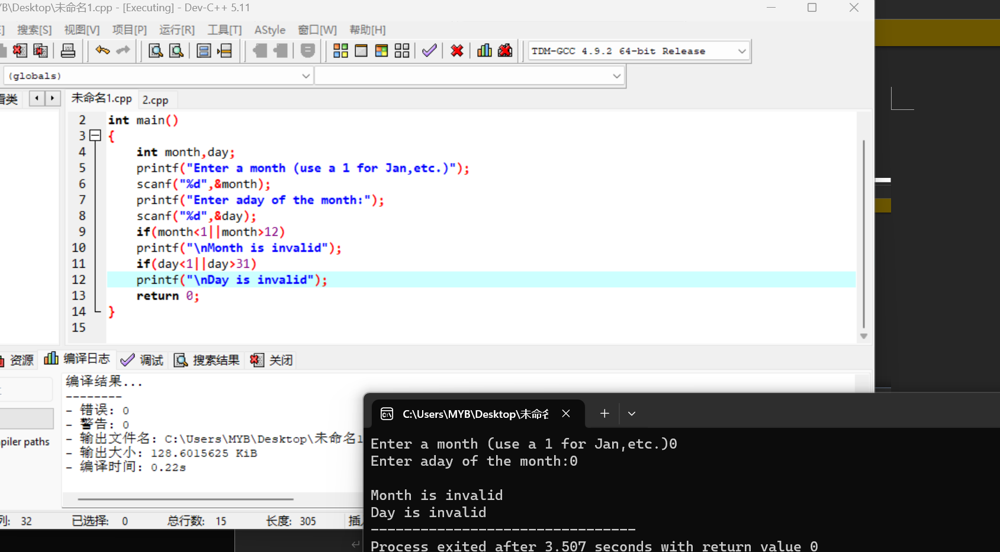 \Desktop\未命名1.cpp - [Executing] - Dev-C++ 5.11
搜索[S] 视图[V] 项目[P] 运行[R] 工具[T] AStyle 窗口[W] 帮助[H]
TDM-GCC 4.9.2 64-bit Release
(globals)
看类 未命名1.cpp 2.cpp
2 int main()
3 {
4 int month,day;
5 printf("Enter a month (use a 1 for Jan,etc.)");
6 scanf("%d",&month);
7 printf("Enter aday of the month:");
8 scanf("%d",&day);
9 if(month<1||month>12)
10 printf("\nMonth is invalid");
11 if(day<1||day>31)
12 printf("\nDay is invalid");
13 return 0;
14 }
15
资源 编译日志 调试 搜索结果 关闭
编译结果...
--------
- 错误: 0
- 警告: 0
- 输出文件名: C:\Users\MYB\Desktop\未命名1
- 输出大小: 128.6015625 KiB
- 编译时间: 0.22s
piler paths
列: 32 已选择: 0 总行数: 15 长度: 305 插
C:\Users\MYB\Desktop\未命名
Enter a month (use a 1 for Jan,etc.)0
Enter aday of the month:0
Month is invalid
Day is invalid
--------------------------------
Process exited after 3.507 seconds with return value 0